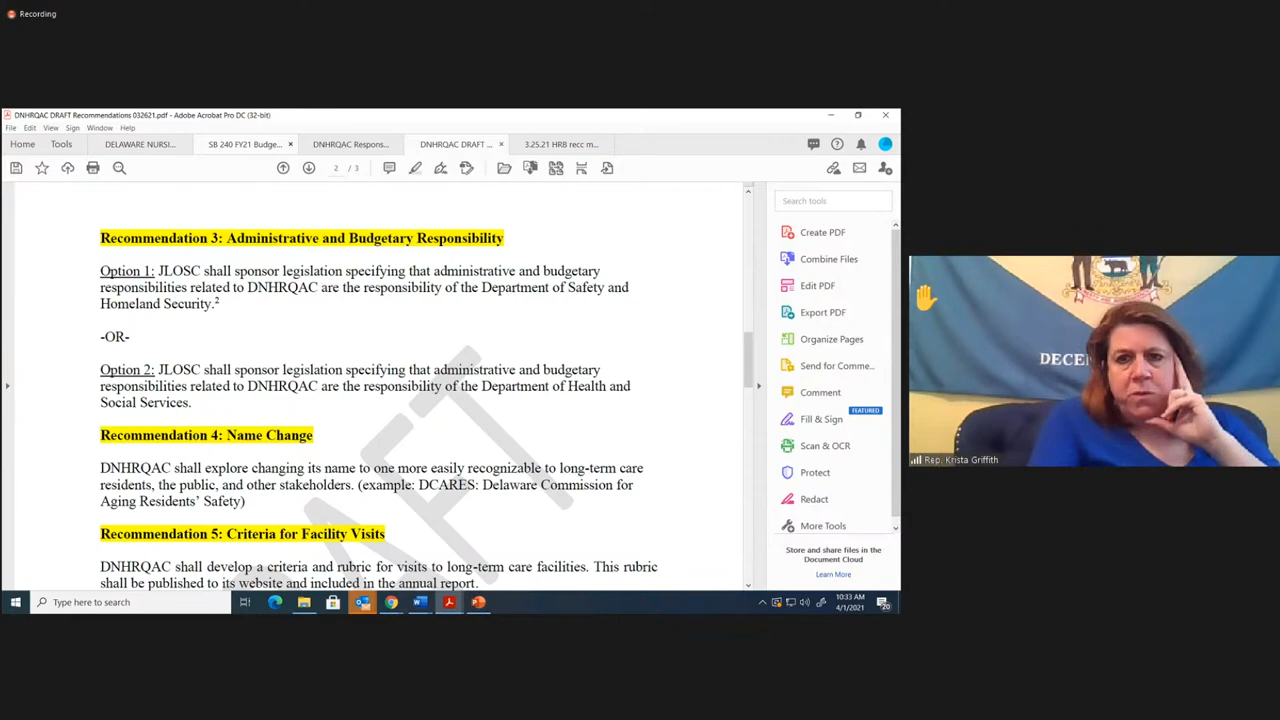 Recording
DNHRQAC DRAFT Recommendations 032621.pdf - Adobe Acrobat Pro DC (32-bit)
File Edit View Sign Window Help
Home Tools DELAWARE NURSI... SB 240 FY21 Budge... × DNHRQAC Respons... DNHRQAC DRAFT ... × 3.25.21 HRB recc m...
2 / 3
Recommendation 3: Administrative and Budgetary Responsibility
Option 1: JLOSC shall sponsor legislation specifying that administrative and budgetary
responsibilities related to DNHRQAC are the responsibility of the Department of Safety and
Homeland Security.2
-OR-
Option 2: JLOSC shall sponsor legislation specifying that administrative and budgetary
responsibilities related to DNHRQAC are the responsibility of the Department of Health and
Social Services.
Recommendation 4: Name Change
DNHRQAC shall explore changing its name to one more easily recognizable to long-term care
residents, the public, and other stakeholders. (example: DCARES: Delaware Commission for
Aging Residents' Safety)
Recommendation 5: Criteria for Facility Visits
DNHRQAC shall develop a criteria and rubric for visits to long-term care facilities. This rubric
shall be published to its website and included in the annual report.
DRAFT
Search tools
Create PDF
Combine Files
Edit PDF
Export PDF
Organize Pages
Send for Comme...
Comment
FEATURED
Fill & Sign
Scan & OCR
Protect
Redact
More Tools
Store and share files in the
Document Cloud
Learn More
Type here to search
10:33 AM
4/1/2021
20
DECE
Rep. Krista Griffith